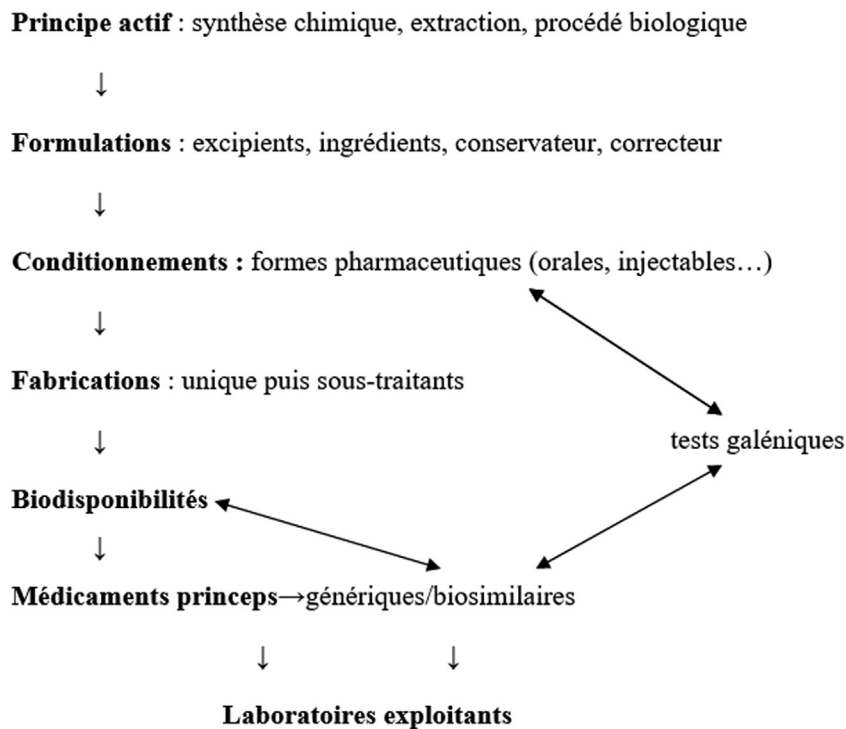 Principe actif : synthèse chimique, extraction, procédé biologique
↓
Formulations : excipients, ingrédients, conservateur, correcteur
↓
Conditionnements : formes pharmaceutiques (orales, injectables…)
↓
Fabrications : unique puis sous-traitants
↓
tests galéniques
Biodisponibilités
↓
Médicaments princeps→génériques/biosimilaires
↓ ↓
Laboratoires exploitants